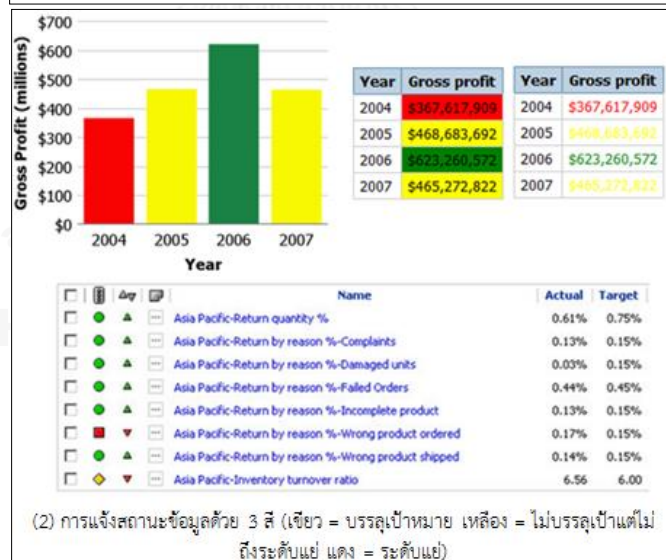 $700
$600
$500
$400
$300
$200
$100
$0
Gross Profit (millions)
2004 2005 2006 2007
Year
Year Gross profit
2004 $367,617,909
2005 $468,683,692
2006 $623,260,572
2007 $465,272,822
Year Gross profit
2004 $367,617,909
2005 $468,683,692
2006 $623,260,572
2007 $465,272,822
Name Actual Target
Asia Pacific-Return quantity % 0.61% 0.75%
Asia Pacific-Return by reason %-Complaints 0.13% 0.15%
Asia Pacific-Return by reason %-Damaged units 0.03% 0.15%
Asia Pacific-Return by reason %-Failed Orders 0.44% 0.45%
Asia Pacific-Return by reason %-Incomplete product 0.13% 0.15%
Asia Pacific-Return by reason %-Wrong product ordered 0.17% 0.15%
Asia Pacific-Return by reason %-Wrong product shipped 0.14% 0.15%
Asia Pacific-Inventory turnover ratio 6.56 6.00
(2) การแจ้งสถานะข้อมูลด้วย 3 สี (เขียว = บรรลุเป้าหมาย เหลือง = ไม่บรรลุเป้าแต่ไม่
ถึงระดับแย่ แดง = ระดับแย่)